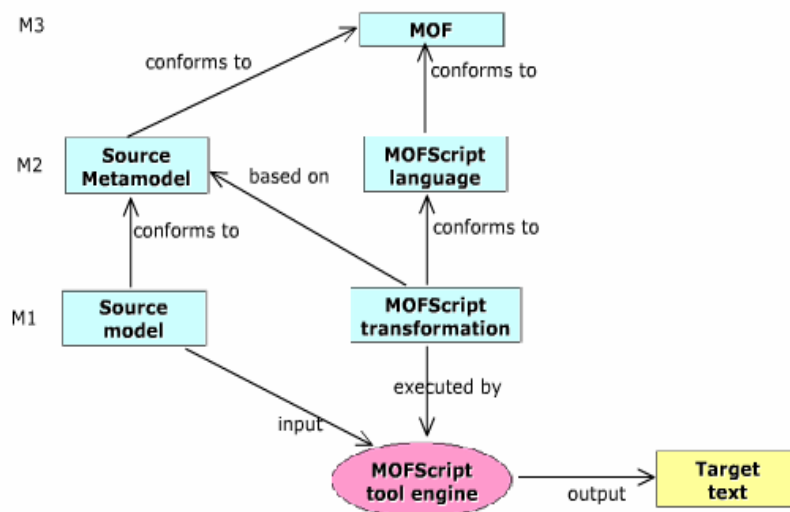 M3
MOF
conforms to
conforms to
M2
Source
Metamodel
based on
MOFScript
language
conforms to
conforms to
M1
Source
model
MOFScript
transformation
executed by
input
MOFScript
tool engine
output
Target
text